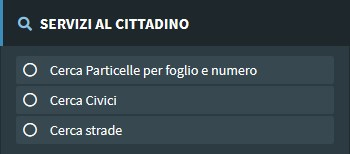 SERVIZI AL CITTADINO
Cerca Particelle per foglio e numero
Cerca Civici
Cerca strade